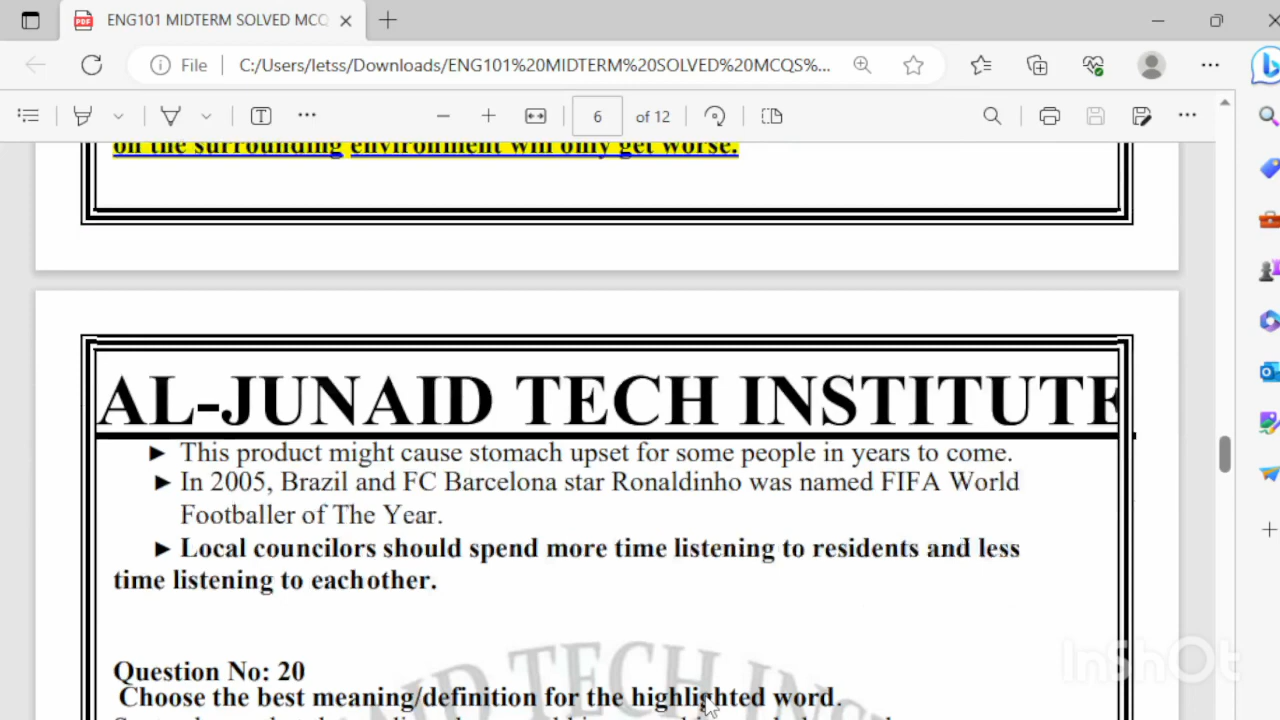 ENG101 MIDTERM SOLVED MCQ
File
C:/Users/letss/Downloads/ENG101%20MIDTERM%20SOLVED%20MCQS%...
6 of 12
on the surrounding environment will only get worse.
AL-JUNAID TECH INSTITUTE
► This product might cause stomach upset for some people in years to come.
► In 2005, Brazil and FC Barcelona star Ronaldinho was named FIFA World
Footballer of The Year.
► Local councilors should spend more time listening to residents and less
time listening to eachother.
Question No: 20
Choose the best meaning/definition for the highlighted word.
InShOt